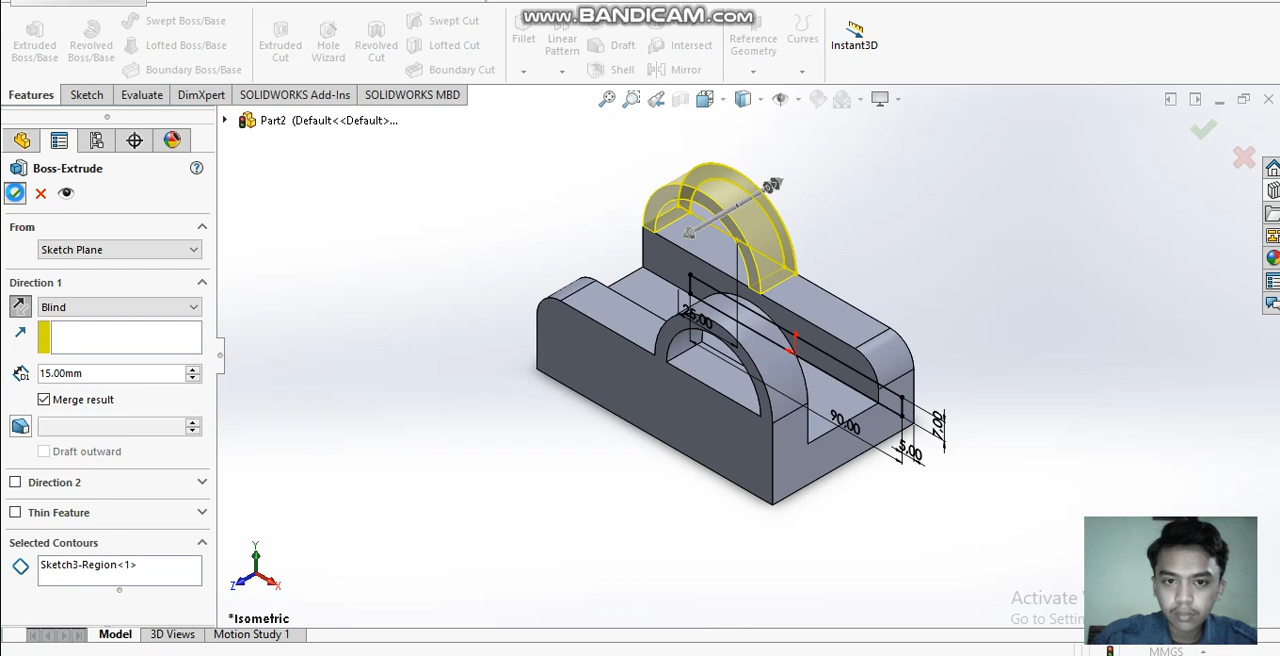 www.BANDICAM.com
Extruded Boss/Base
Revolved Boss/Base
Swept Boss/Base
Lofted Boss/Base
Boundary Boss/Base
Extruded Cut
Hole Wizard
Revolved Cut
Swept Cut
Lofted Cut
Boundary Cut
Fillet
Linear Pattern
Draft
Shell
Intersect
Mirror
Reference Geometry
Curves
Instant3D
Features
Sketch
Evaluate
DimXpert
SOLIDWORKS Add-Ins
SOLIDWORKS MBD
Part2 (Default<<Default>...
Boss-Extrude
From
Sketch Plane
Direction 1
Blind
15.00mm
Merge result
Draft outward
Direction 2
Thin Feature
Selected Contours
Sketch3-Region<1>
25,00
90,00
5,00
7,00
Y
Z
X
*Isometric
Activate
Go to Settin
Model
3D Views
Motion Study 1
MMGS